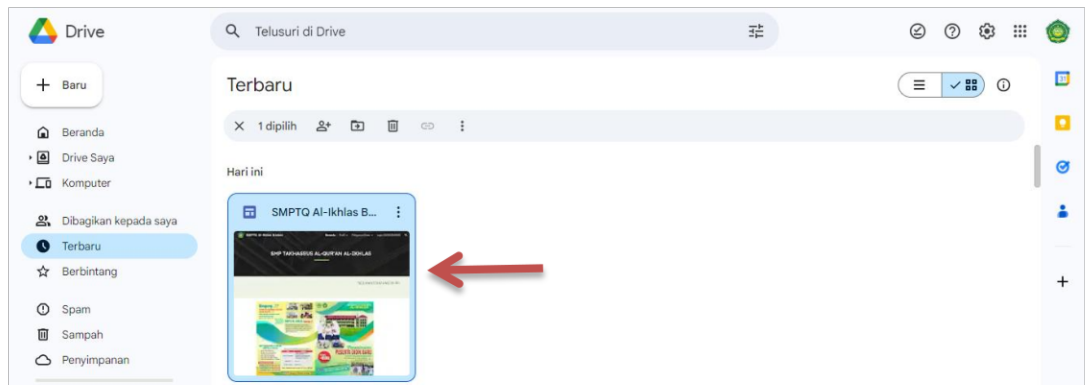 Drive
Telusuri di Drive
Baru
Terbaru
1 dipilih
Beranda
Drive Saya
Komputer
Hari ini
SMPTQ Al-Ikhlas B...
Dibagikan kepada saya
Terbaru
Berbintang
SMP TAKHASSUS AL-QUR'AN AL-IKHLAS
Spam
Sampah
Penyimpanan